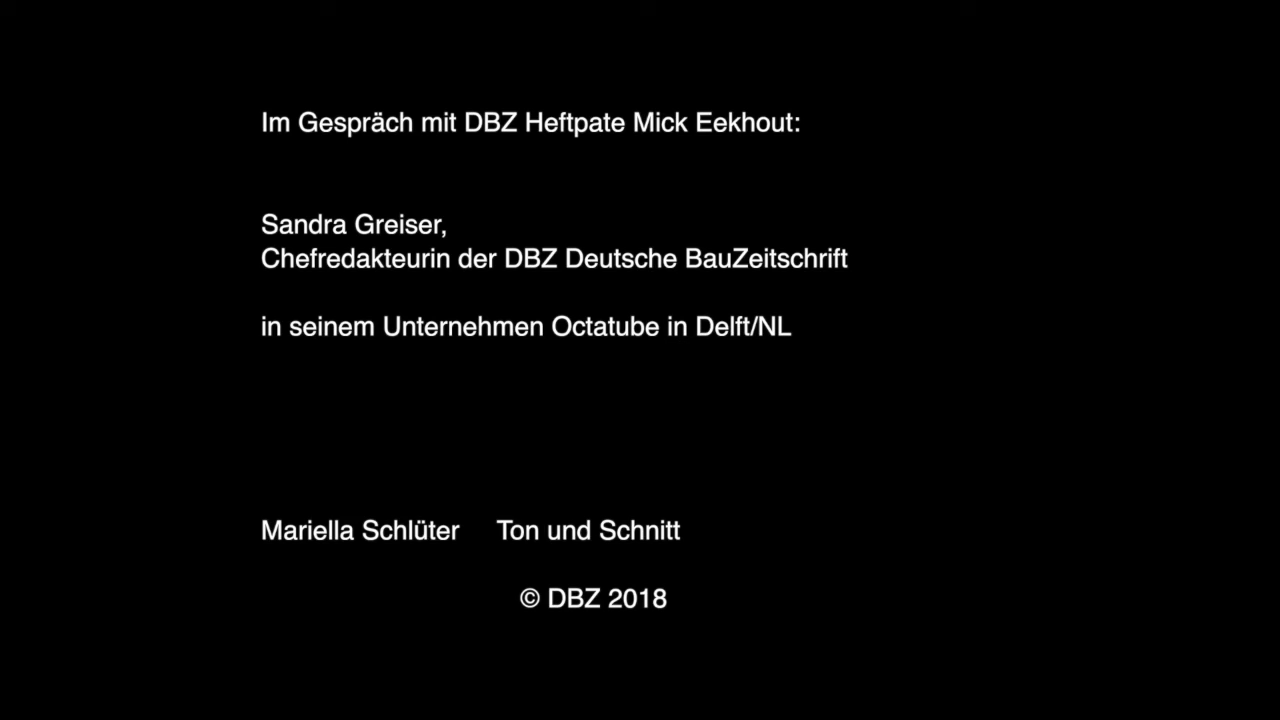 Im Gespräch mit DBZ Heftpate Mick Eekhout:
Sandra Greiser,
Chefredakteurin der DBZ Deutsche BauZeitschrift
in seinem Unternehmen Octatube in Delft/NL
Mariella Schlüter Ton und Schnitt
© DBZ 2018